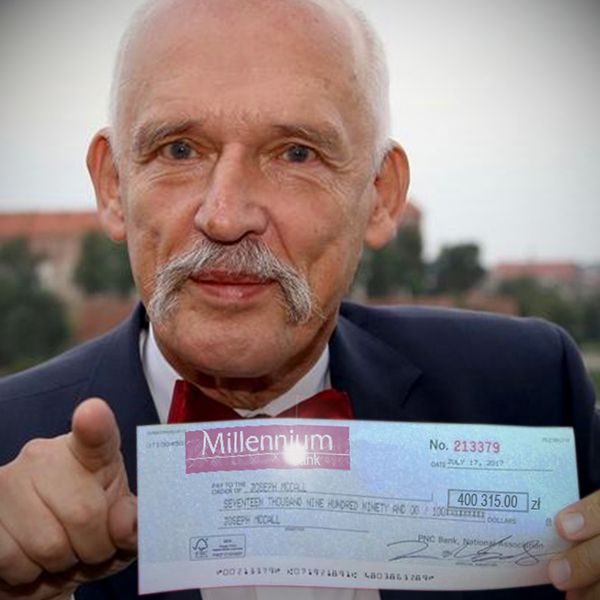 Millennium
No. 213379
DATE JULY 17, 2017
PAY TO THE
ORDER OF JOSEPH MCCALL
400 315.00 zł
SEVENTEEN THOUSAND NINE HUNDRED NINETY AND 00 / 100
DOLLARS
JOSEPH MCCALL
PNC Bank, National Association
FSC